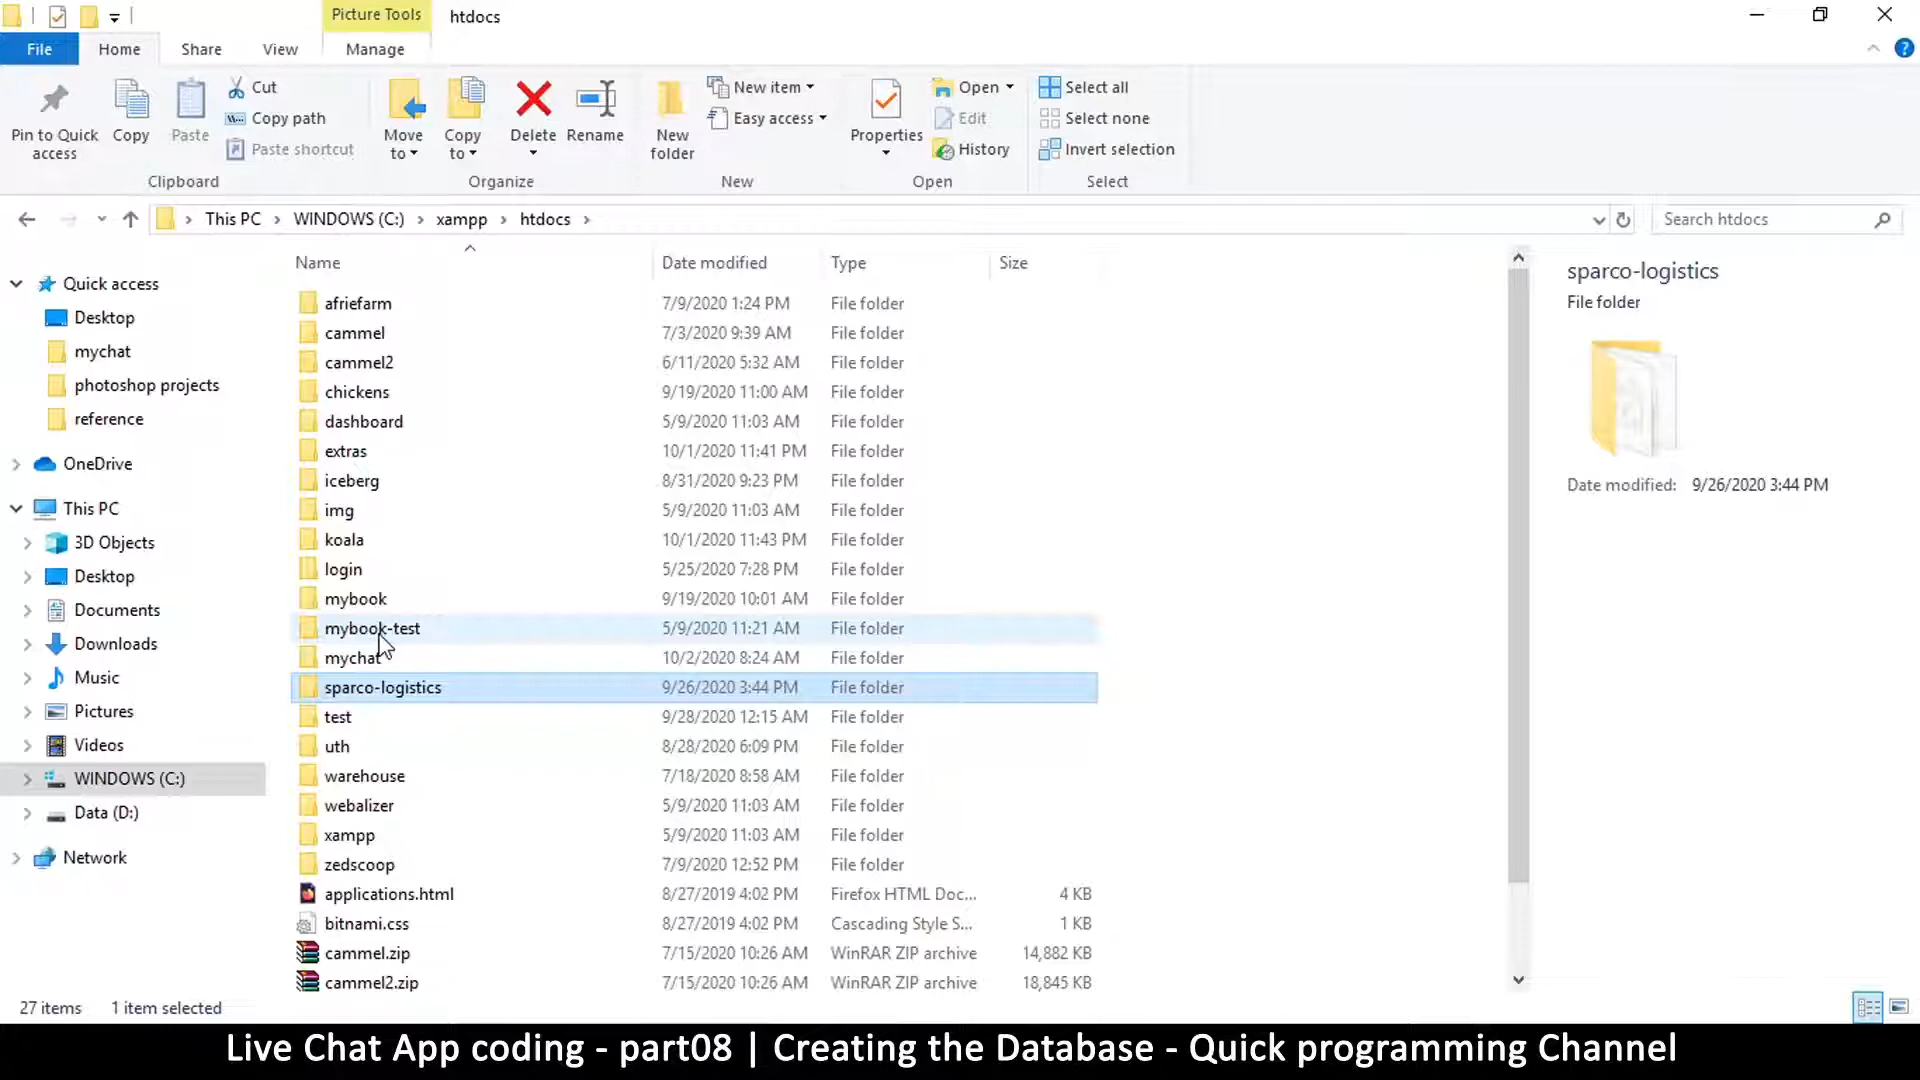 Picture Tools
htdocs
File
Home
Share
View
Manage
Pin to Quick access
Copy
Paste
Cut
Copy path
Paste shortcut
Clipboard
Move to
Copy to
Delete
Rename
Organize
New folder
New item
Easy access
New
Properties
Open
Edit
History
Open
Select all
Select none
Invert selection
Select
This PC
WINDOWS (C:)
xampp
htdocs
Search htdocs
Quick access
Desktop
mychat
photoshop projects
reference
OneDrive
This PC
3D Objects
Desktop
Documents
Downloads
Music
Pictures
Videos
WINDOWS (C:)
Data (D:)
Network
Name Date modified Type Size
afriefarm 7/9/2020 1:24 PM File folder
cammel 7/3/2020 9:39 AM File folder
cammel2 6/11/2020 5:32 AM File folder
chickens 9/19/2020 11:00 AM File folder
dashboard 5/9/2020 11:03 AM File folder
extras 10/1/2020 11:41 PM File folder
iceberg 8/31/2020 9:23 PM File folder
img 5/9/2020 11:03 AM File folder
koala 10/1/2020 11:43 PM File folder
login 5/25/2020 7:28 PM File folder
mybook 9/19/2020 10:01 AM File folder
mybook-test 5/9/2020 11:21 AM File folder
mychat 10/2/2020 8:24 AM File folder
sparco-logistics 9/26/2020 3:44 PM File folder
test 9/28/2020 12:15 AM File folder
uth 8/28/2020 6:09 PM File folder
warehouse 7/18/2020 8:58 AM File folder
webalizer 5/9/2020 11:03 AM File folder
xampp 5/9/2020 11:03 AM File folder
zedscoop 7/9/2020 12:52 PM File folder
applications.html 8/27/2019 4:02 PM Firefox HTML Doc... 4 KB
bitnami.css 8/27/2019 4:02 PM Cascading Style S... 1 KB
cammel.zip 7/15/2020 10:26 AM WinRAR ZIP archive 14,882 KB
cammel2.zip 7/15/2020 10:26 AM WinRAR ZIP archive 18,845 KB
sparco-logistics
File folder
Date modified: 9/26/2020 3:44 PM
27 items 1 item selected
Live Chat App coding - part08 | Creating the Database - Quick programming Channel